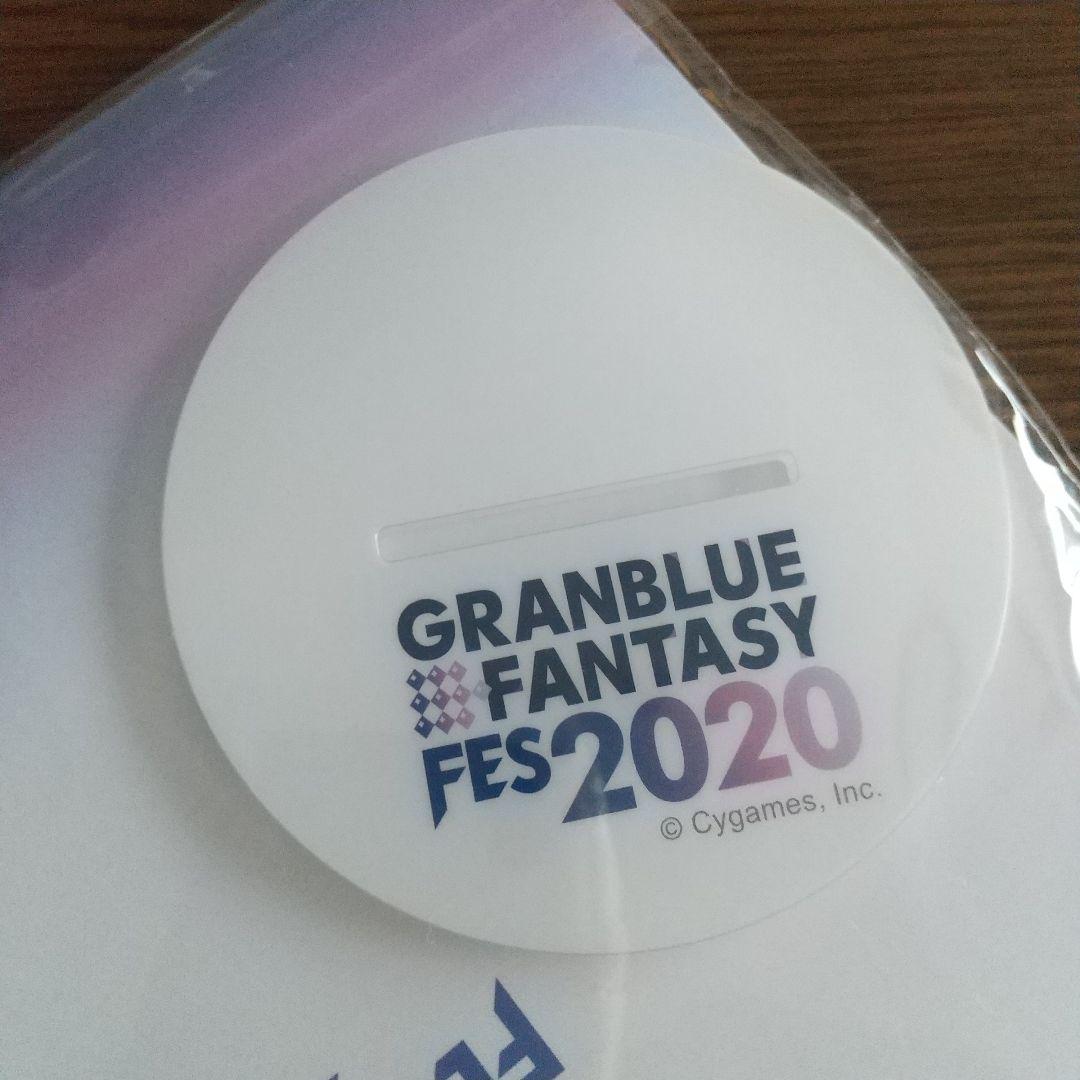 GRANBLUE
FANTASY
FES2020
© Cygames, Inc.